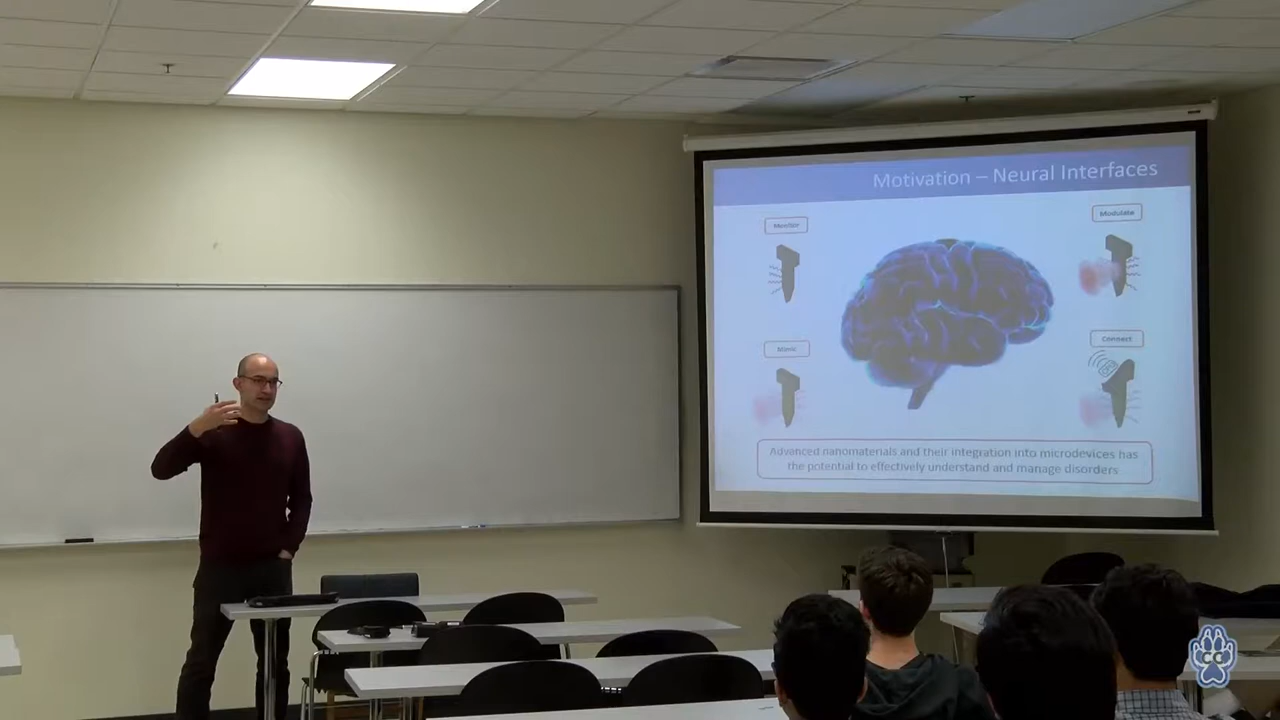 Motivation – Neural Interfaces
Monitor
Modulate
Mimic
Connect
Advanced nanomaterials and their integration into microdevices has
the potential to effectively understand and manage disorders
CC